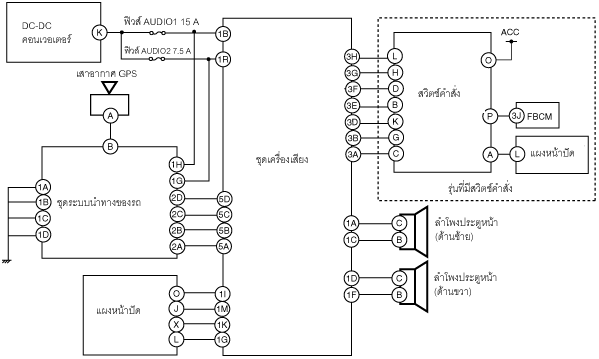 DC-DC
คอนเวอเตอร์
K
ฟิวส์ AUDIO1 15 A
ฟิวส์ AUDIO2 7.5 A
1B
1R
เสาอากาศ GPS
A
B
ชุดระบบนำทางของรถ
1A
1B
1C
1D
1H
1G
2D
2C
2B
2A
5D
5C
5B
5A
ชุดเครื่องเสียง
แผงหน้าปัด
O
J
X
L
1I
1M
1K
1G
3H
3G
3F
3E
3D
3B
3A
L
H
D
B
K
G
C
สวิตซ์คำสั่ง
O
ACC
P
3J
FBCM
A
L
แผงหน้าปัด
รุ่นที่มีสวิตซ์คำสั่ง
1A
1C
C
B
ลำโพงประตูหน้า
(ด้านซ้าย)
1D
1F
C
B
ลำโพงประตูหน้า
(ด้านขวา)